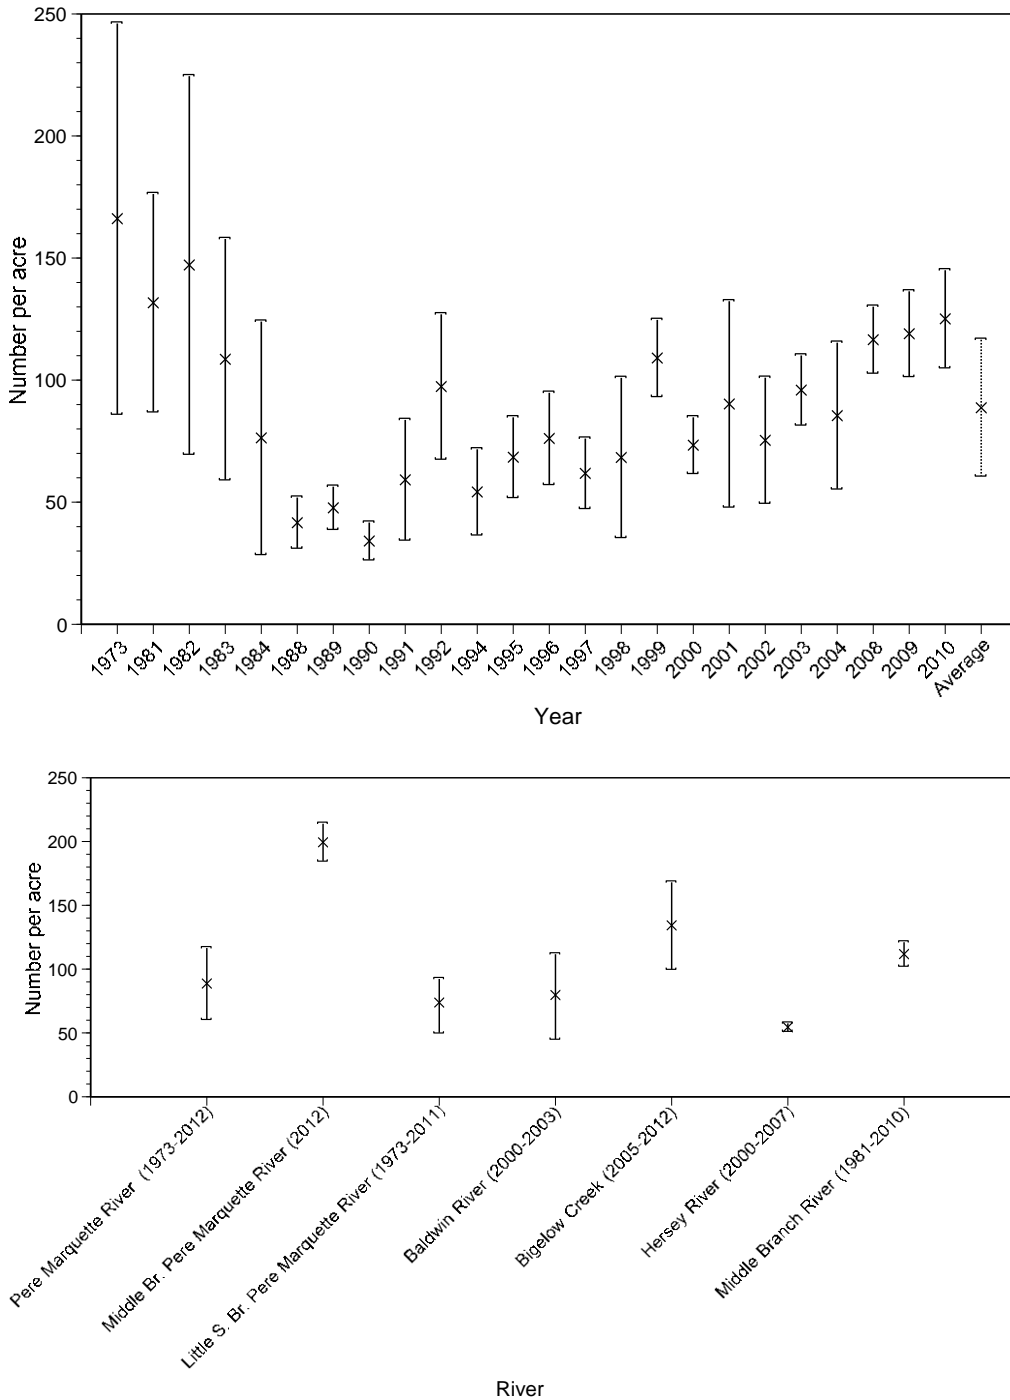 250
200
150
100
50
0
Number per acre
1973 1981 1982 1983 1984 1988 1989 1990 1991 1992 1994 1995 1996 1997 1998 1999 2000 2001 2002 2003 2004 2008 2009 2010 Average
Year
250
200
150
100
50
0
Number per acre
Pere Marquette River (1973-2012)
Middle Br. Pere Marquette River (2012)
Little S. Br. Pere Marquette River (1973-2011)
Baldwin River (2000-2003)
Bigelow Creek (2005-2012)
Hersey River (2000-2007)
Middle Branch River (1981-2010)
River